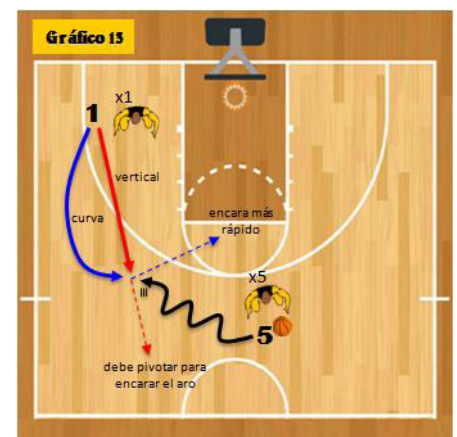 Gráfico 13
x1
1
vertical
curva
encara más
rápido
x5
5
debe pivotar para
encarar el aro